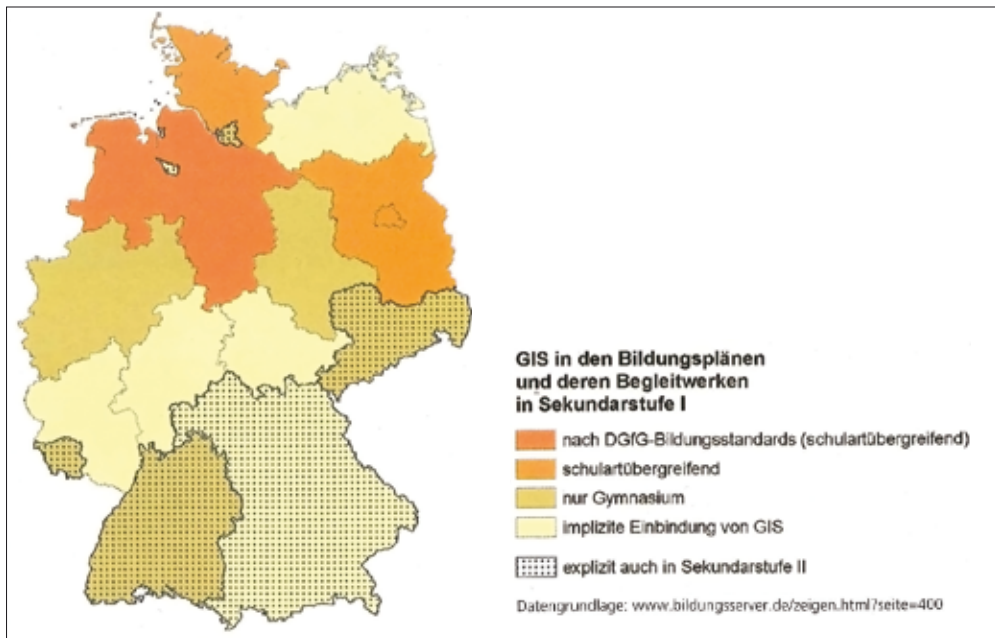 GIS in den Bildungsplänen
und deren Begleitwerken
in Sekundarstufe I
nach DGfG-Bildungsstandards (schulartübergreifend)
schulartübergreifend
nur Gymnasium
implizite Einbindung von GIS
explizit auch in Sekundarstufe II
Datengrundlage: www.bildungsserver.de/zeigen.html?seite=400